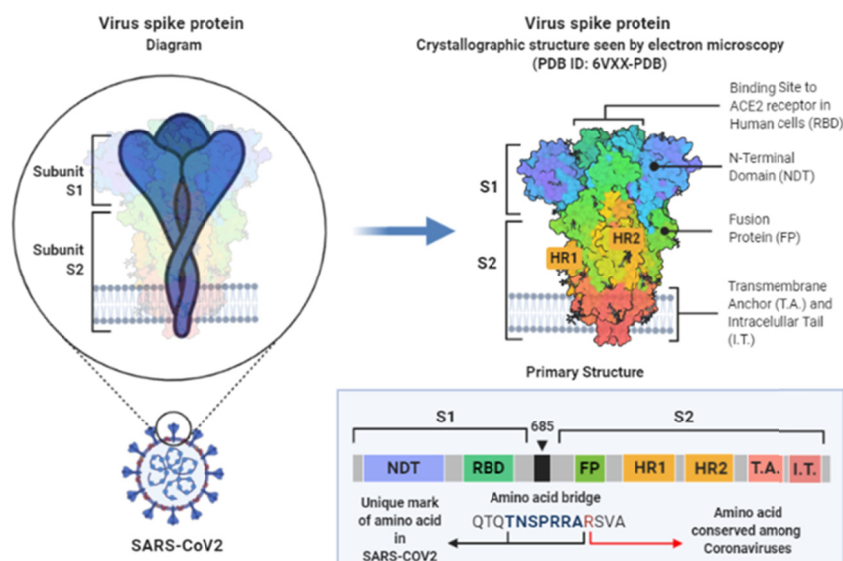 Virus spike protein
Diagram
Subunit
S1
Subunit
S2
SARS-CoV2
Virus spike protein
Crystallographic structure seen by electron microscopy
(PDB ID: 6VXX-PDB)
S1
S2
HR1
HR2
Binding Site to
ACE2 receptor in
Human cells (RBD)
N-Terminal
Domain (NDT)
Fusion
Protein (FP)
Transmembrane
Anchor (T.A.) and
Intracelullar Tail
(I.T.)
Primary Structure
S1
685
S2
NDT
RBD
FP
HR1
HR2
T.A.
I.T.
Unique mark
of amino acid
in
SARS-COV2
Amino acid bridge
QTQTNSPRRARSVA
Amino acid
conserved among
Coronaviruses